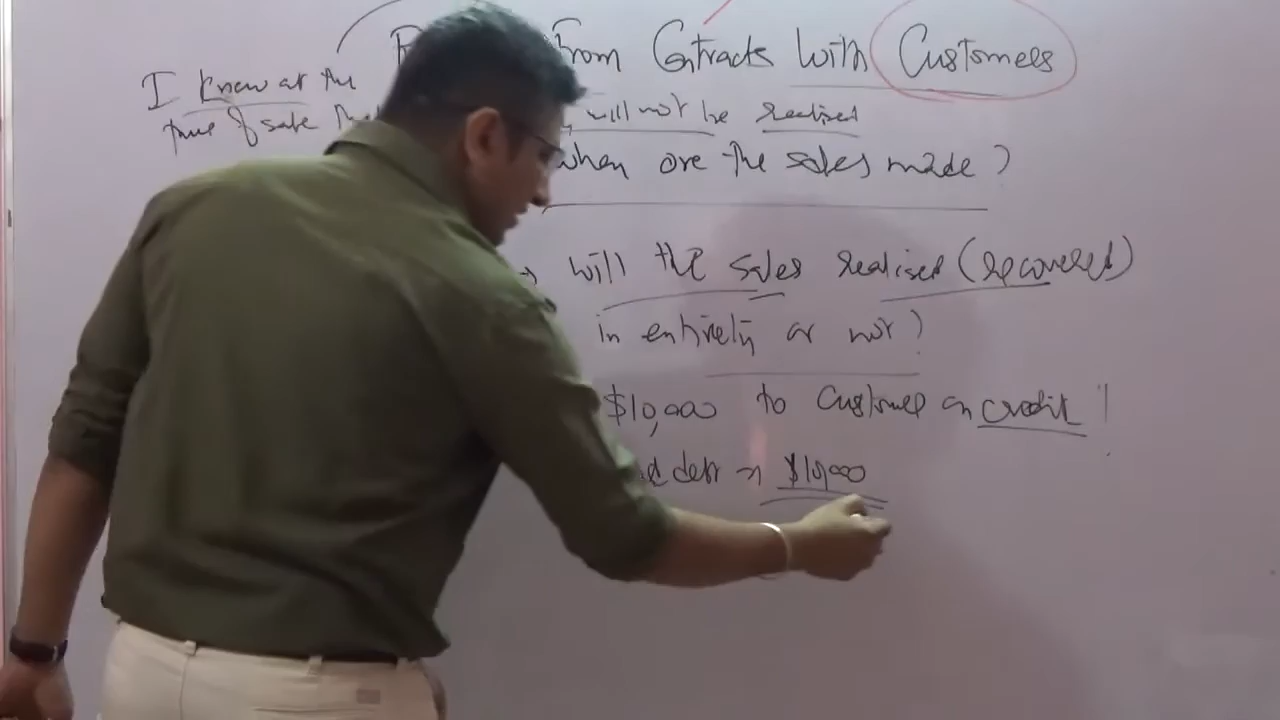 From Contracts with Customers
I knew at the
time of sale will not be realised
when are the sales made?
→ will the sales realised (recovered)
in entirety or not?
$10,000 to customer on credit!
debt → $10,000